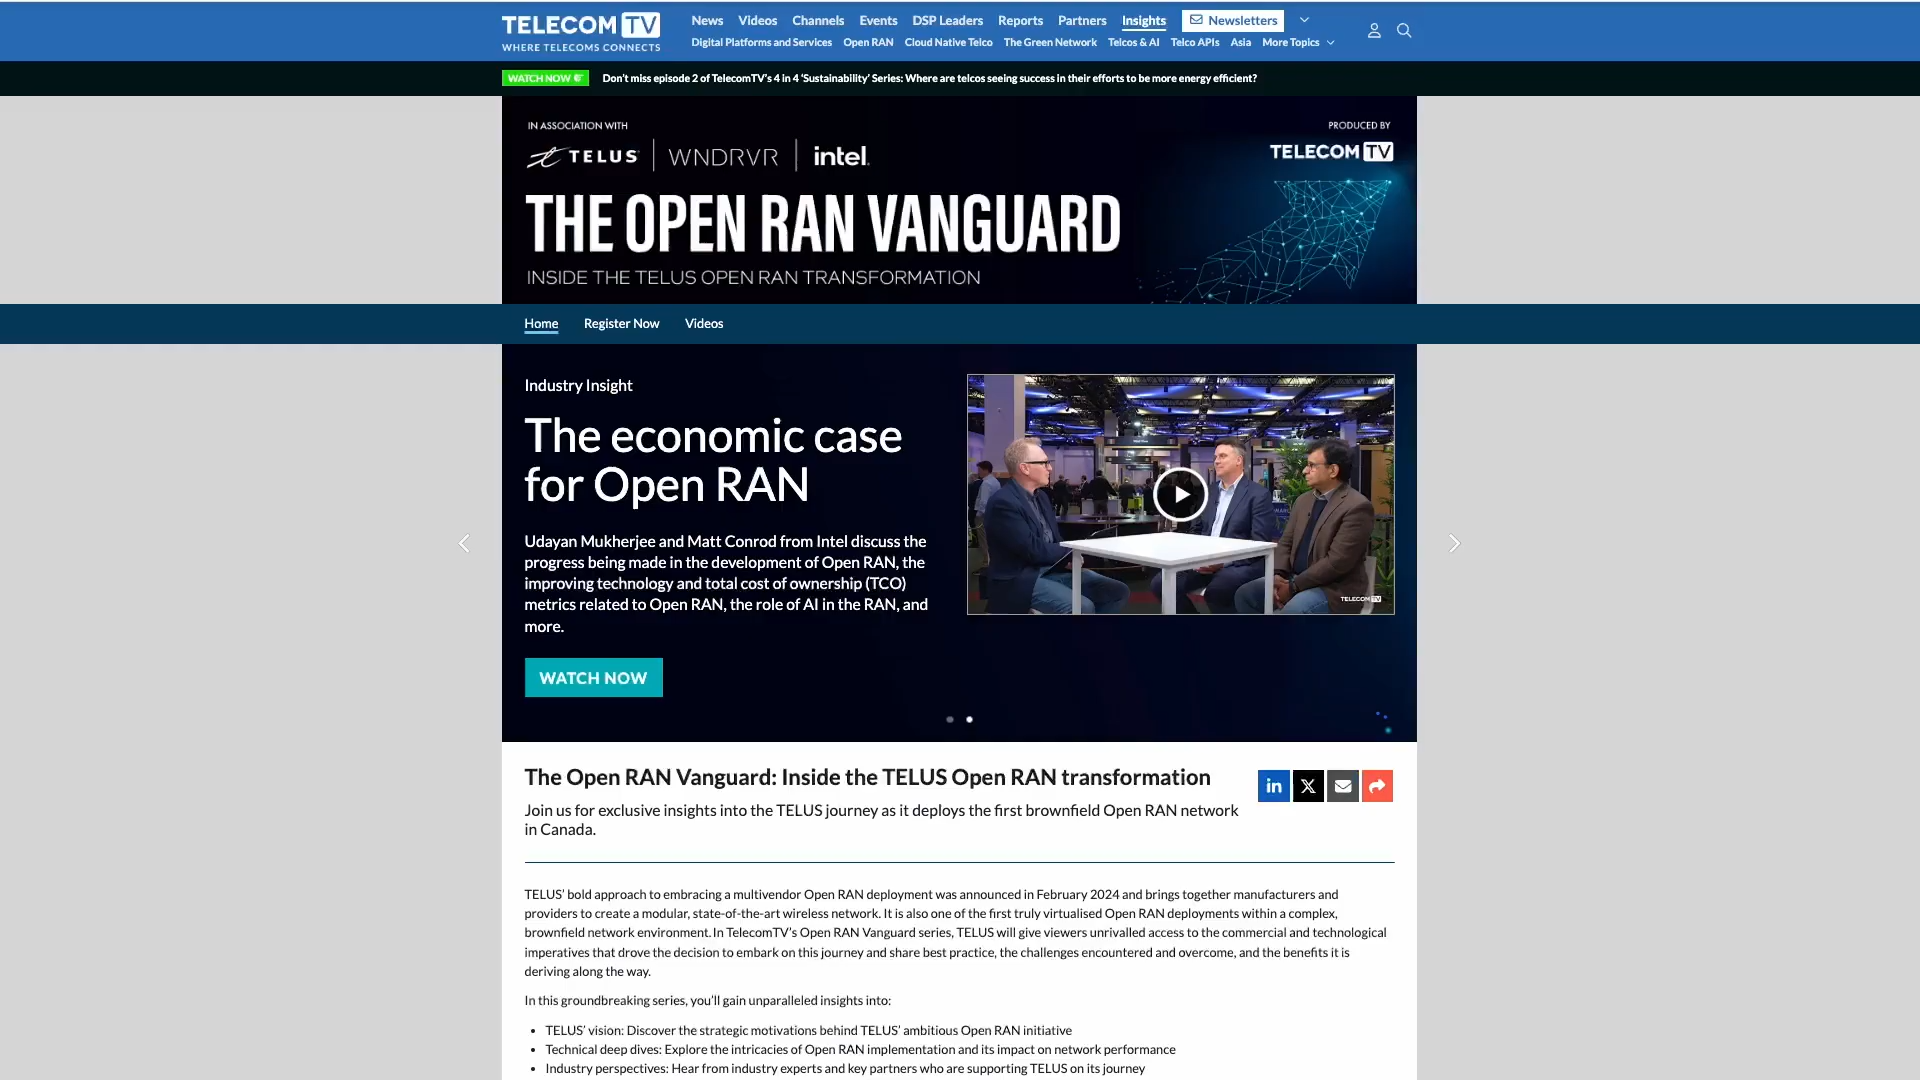 TELECOM TV
WHERE TELECOMS CONNECTS
News Videos Channels Events DSP Leaders Reports Partners Insights Newsletters
Digital Platforms and Services Open RAN Cloud Native Telco The Green Network Telcos & AI Telco APIs Asia More Topics
WATCH NOW Don't miss episode 2 of TelecomTV's 4 in 4 'Sustainability' Series: Where are telcos seeing success in their efforts to be more energy efficient?
IN ASSOCIATION WITH
TELUS WNDRVR intel.
PRODUCED BY
TELECOM TV
THE OPEN RAN VANGUARD
INSIDE THE TELUS OPEN RAN TRANSFORMATION
Home Register Now Videos
Industry Insight
The economic case
for Open RAN
Udayan Mukherjee and Matt Conrod from Intel discuss the
progress being made in the development of Open RAN, the
improving technology and total cost of ownership (TCO)
metrics related to Open RAN, the role of AI in the RAN, and
more.
WATCH NOW
TELECOM TV
The Open RAN Vanguard: Inside the TELUS Open RAN transformation
in X
Join us for exclusive insights into the TELUS journey as it deploys the first brownfield Open RAN network
in Canada.
TELUS' bold approach to embracing a multivendor Open RAN deployment was announced in February 2024 and brings together manufacturers and
providers to create a modular, state-of-the-art wireless network. It is also one of the first truly virtualised Open RAN deployments within a complex,
brownfield network environment. In TelecomTV's Open RAN Vanguard series, TELUS will give viewers unrivalled access to the commercial and technological
imperatives that drove the decision to embark on this journey and share best practice, the challenges encountered and overcome, and the benefits it is
deriving along the way.
In this groundbreaking series, you'll gain unparalleled insights into:
• TELUS' vision: Discover the strategic motivations behind TELUS' ambitious Open RAN initiative
• Technical deep dives: Explore the intricacies of Open RAN implementation and its impact on network performance
• Industry perspectives: Hear from industry experts and key partners who are supporting TELUS on its journey